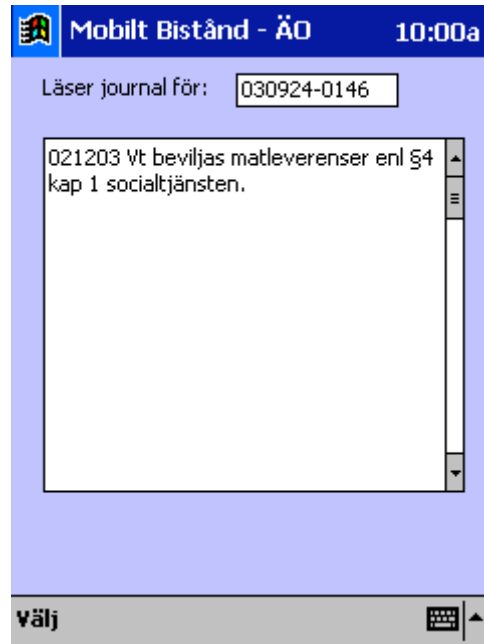 Mobilt Bistånd - ÄO 10:00a
Läser journal för: 030924-0146
021203 Vt beviljas matleverenser enl §4
kap 1 socialtjänsten.
Välj